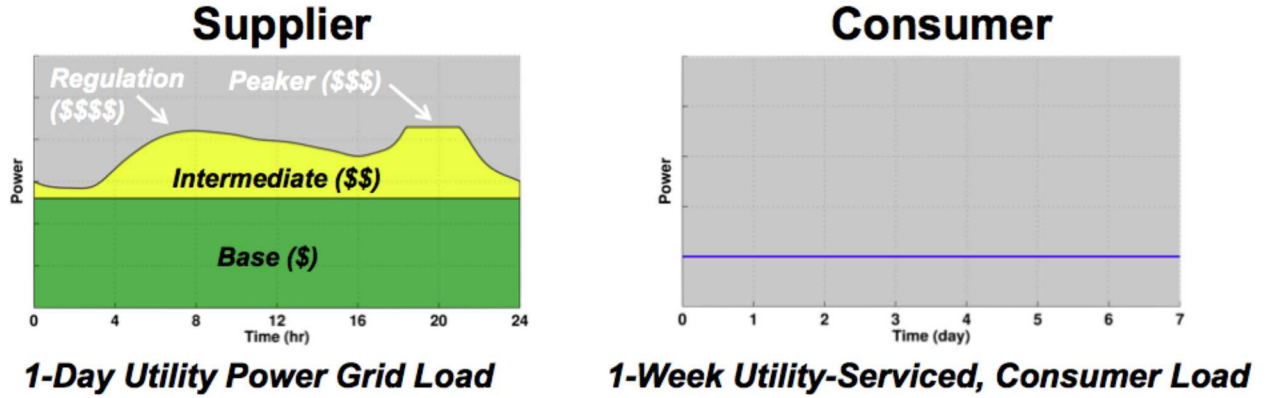 Supplier
Regulation
($$$$)
Peaker ($$$)
Intermediate ($$)
Base ($)
Power
0 4 8 12 16 20 24
Time (hr)
1-Day Utility Power Grid Load
Consumer
Power
0 1 2 3 4 5 6 7
Time (day)
1-Week Utility-Serviced, Consumer Load